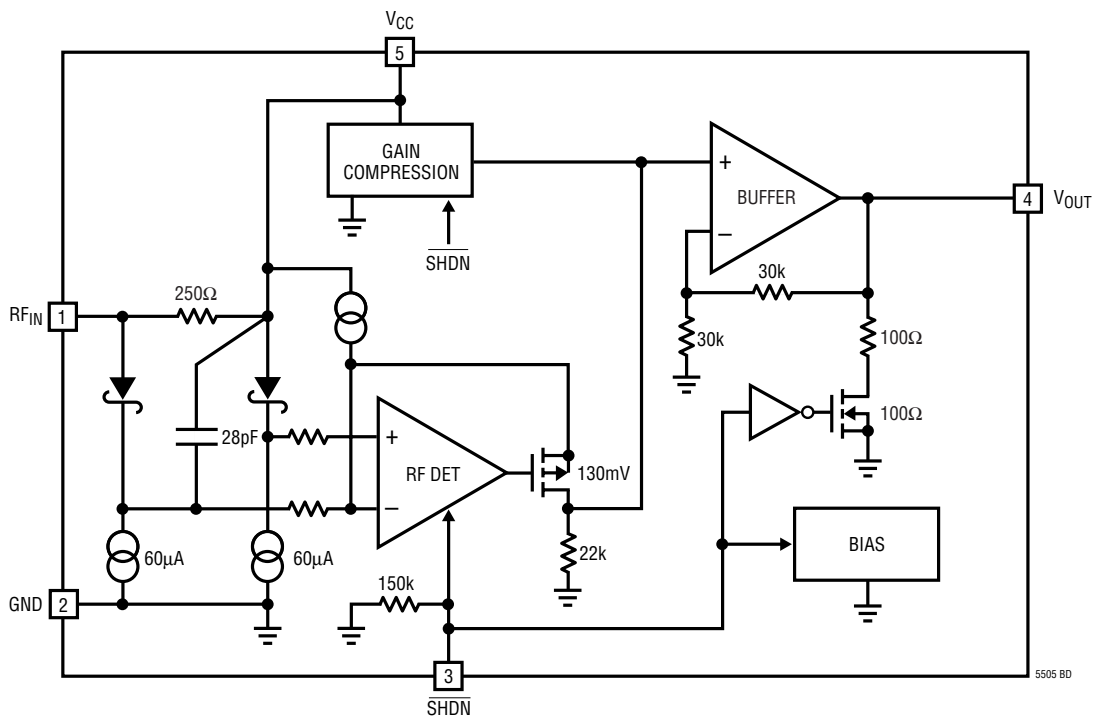 VCC
5
GAIN
COMPRESSION
SHDN
+
BUFFER
−
4
VOUT
30k
30k
100Ω
100Ω
RFIN
1
250Ω
28pF
+
RF DET
−
130mV
60µA
60µA
22k
150k
BIAS
GND
2
3
SHDN
5505 BD